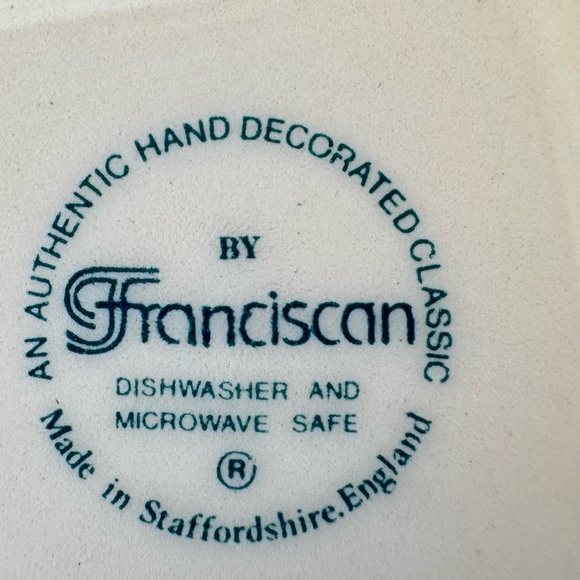 AN AUTHENTIC HAND DECORATED CLASSIC
BY
Franciscan
DISHWASHER AND
MICROWAVE SAFE
®
Made in Staffordshire.England